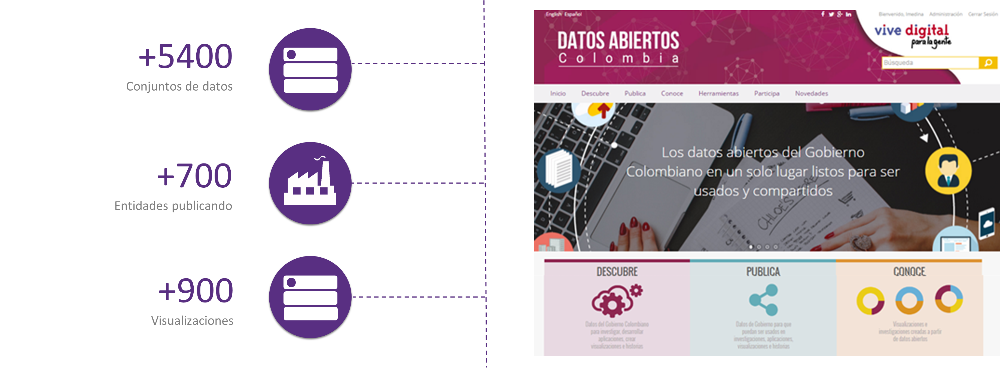 +5400
Conjuntos de datos
+700
Entidades publicando
+900
Visualizaciones
English Español
Bienvenido, lmedina Administración Cerrar Sesión
vive digital
para la gente
DATOS ABIERTOS
Colombia
Búsqueda
Inicio Descubre Publica Conoce Herramientas Participa Novedades
Los datos abiertos del Gobierno
Colombiano en un solo lugar listos para ser
usados y compartidos
CHLOE'S
DESCUBRE
Datos del Gobierno Colombiano
para investigar, desarrollar
aplicaciones, crear
visualizaciones e historias
PUBLICA
Datos de Gobierno para que
puedan ser usados en
investigaciones, aplicaciones,
visualizaciones e historias
CONOCE
Visualizaciones e
investigaciones creadas a partir
de datos abiertos